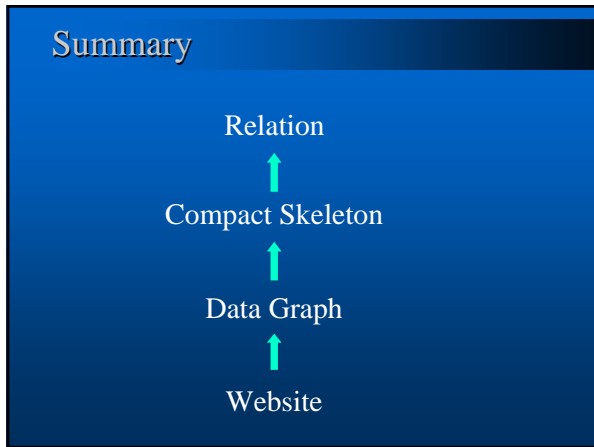 Summary
Relation
Compact Skeleton
Data Graph
Website